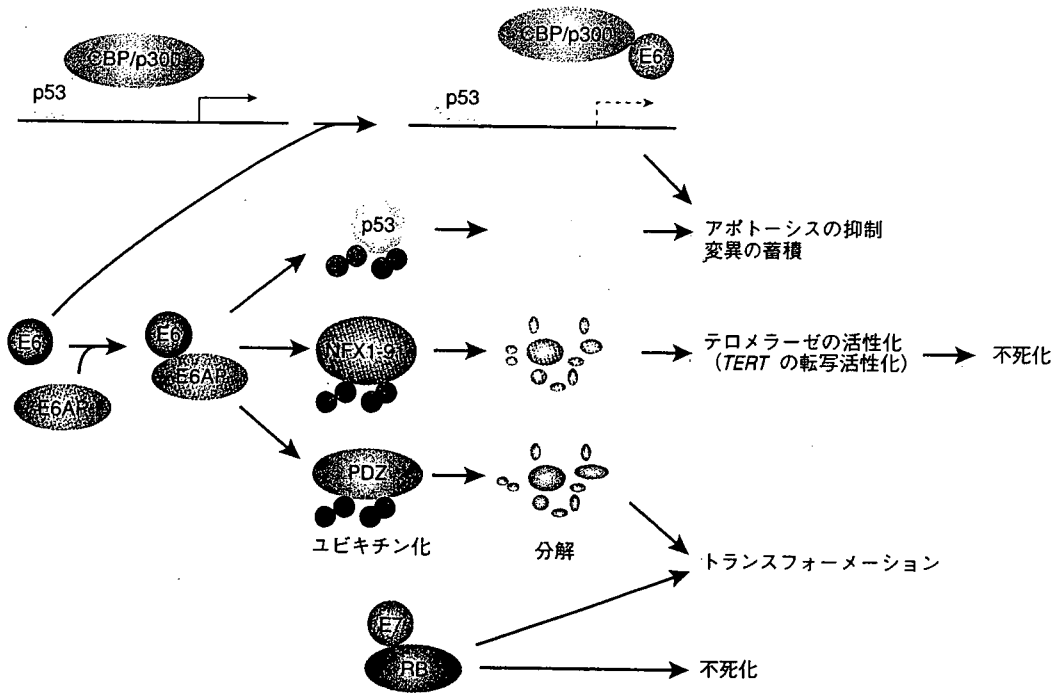 CBP/p300
p53
CBP/p300
E6
p53
p53
アポトーシスの抑制
変異の蓄積
E6
E6AP
E6
E6AP
NFX1-9
テロメラーゼの活性化
(TERT の転写活性化)
不死化
PDZ
ユビキチン化
分解
トランスフォーメーション
E7
RB
不死化